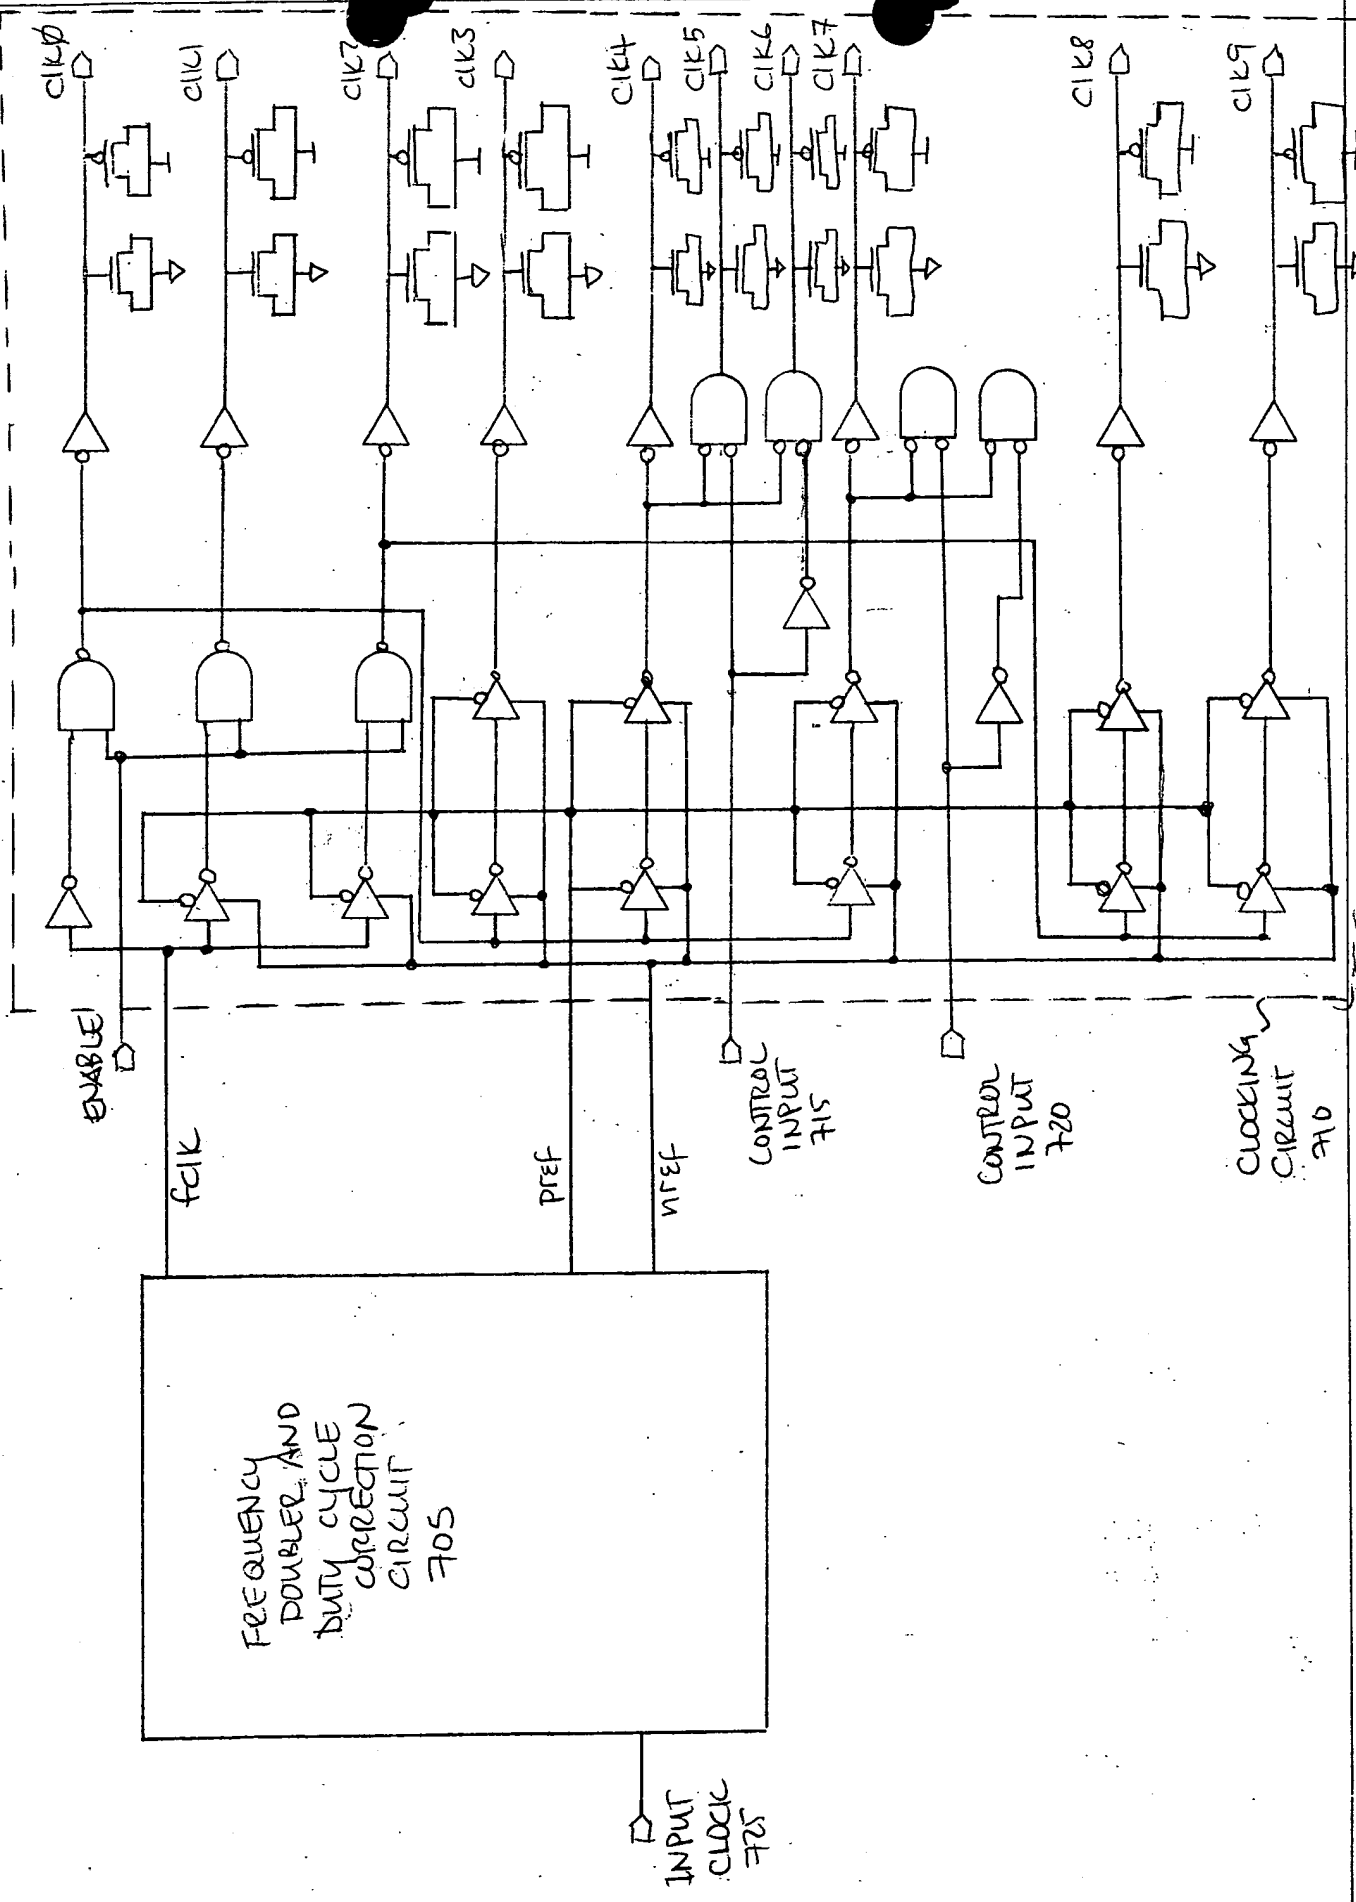 clk0
clk1
clk2
clk3
clk4
clk5
clk6
clk7
clk8
clk9
ENABLE
fclk
pref
nref
CONTROL
INPUT
715
CONTROL
INPUT
720
CLOCKING
CIRCUIT
710
FREQUENCY
DOUBLER AND
DUTY CYCLE
CORRECTION
CIRCUIT
705
INPUT
CLOCK
725